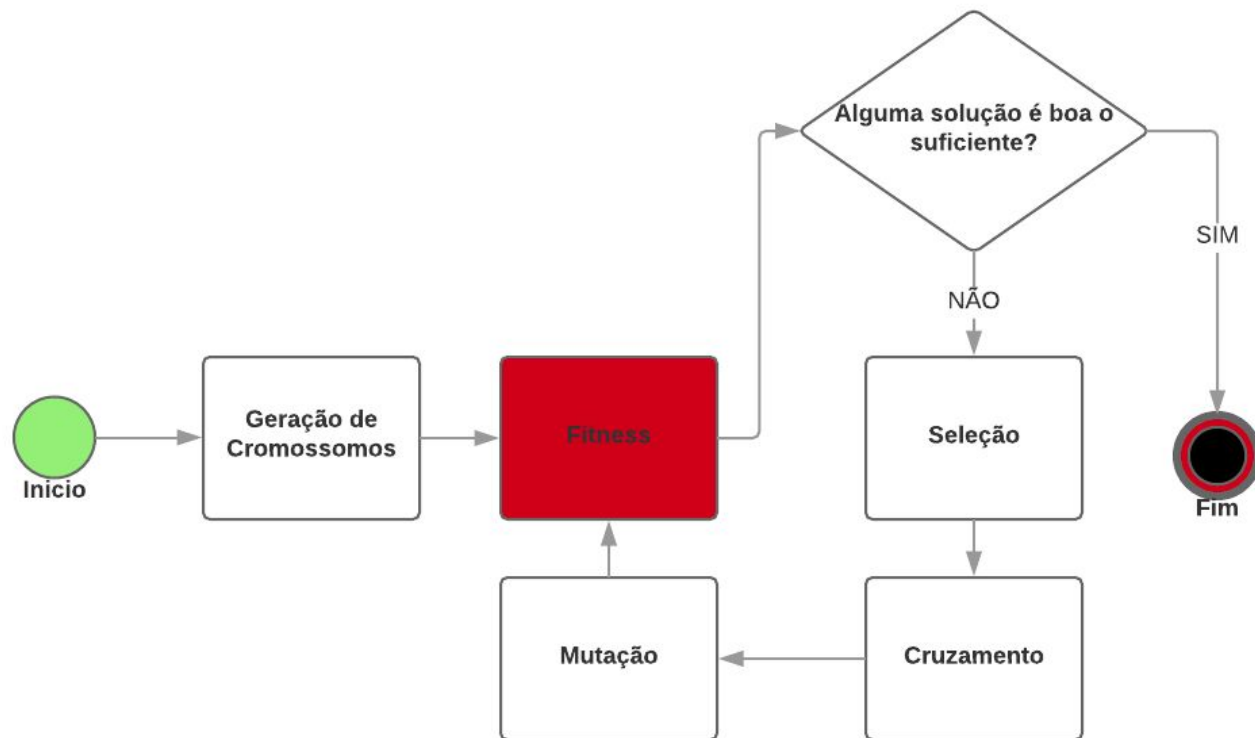 Alguma solução é boa o
suficiente?
SIM
NÃO
Geração de
Cromossomos
Fitness
Seleção
Inicio
Fim
Mutação
Cruzamento